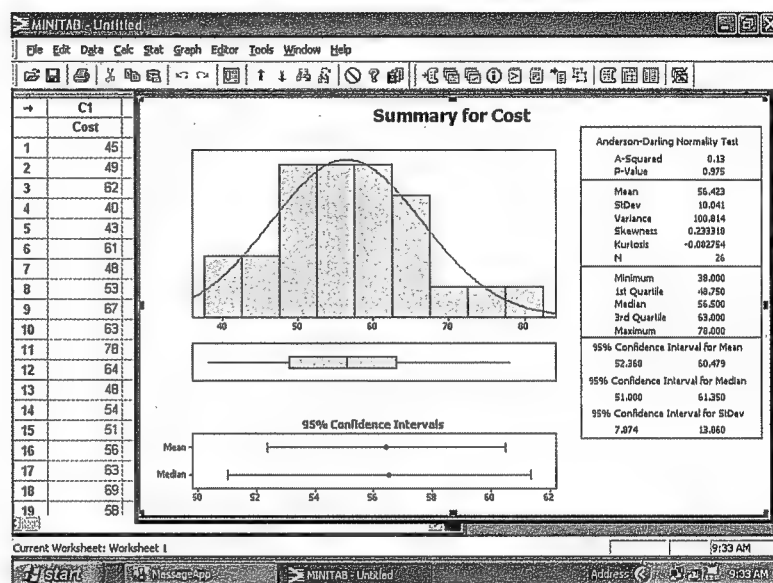 MINITAB - Untitled
File Edit Data Calc Stat Graph Editor Tools Window Help
C1
Cost
1 45
2 49
3 62
4 40
5 43
6 61
7 48
8 53
9 67
10 63
11 78
12 64
13 48
14 54
15 51
16 56
17 63
18 69
19 58
Summary for Cost
40 50 60 70 80
95% Confidence Intervals
Mean
Median
50 52 54 56 58 60 62
Anderson-Darling Normality Test
A-Squared 0.13
P-Value 0.975
Mean 56.423
StDev 10.041
Variance 100.814
Skewness 0.233310
Kurtosis -0.082754
N 26
Minimum 38.000
1st Quartile 48.750
Median 56.500
3rd Quartile 63.000
Maximum 78.000
95% Confidence Interval for Mean
52.368 60.479
95% Confidence Interval for Median
51.000 61.350
95% Confidence Interval for StDev
7.874 13.860
Current Worksheet: Worksheet 1
9:33 AM
start
MessageApp
MINITAB - Untitled
Address
9:03 AM